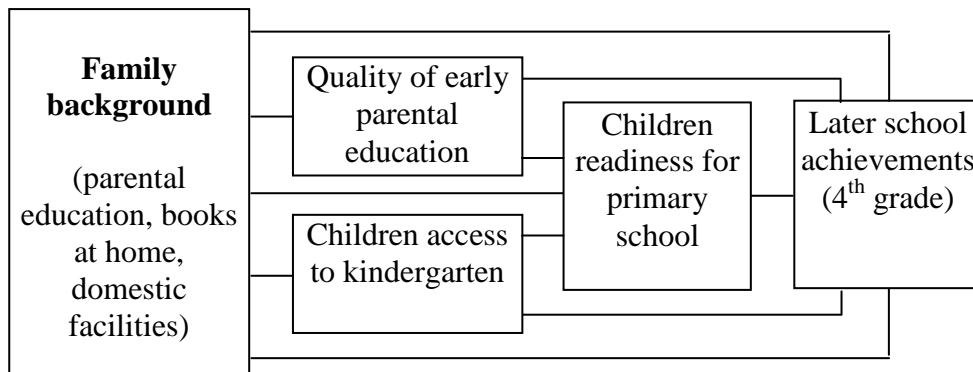 Family
background
(parental
education, books
at home,
domestic
facilities)
Quality of early
parental
education
Children access
to kindergarten
Children
readiness for
primary
school
Later school
achievements
(4th grade)